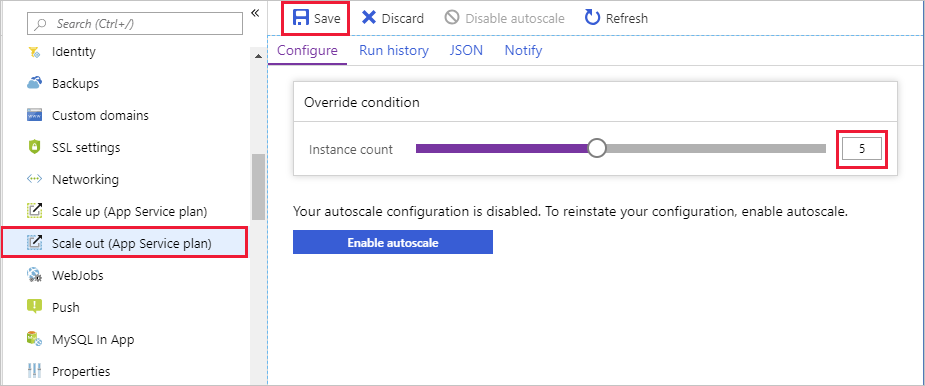 Search (Ctrl+/)
«
Identity
Backups
Custom domains
SSL settings
Networking
Scale up (App Service plan)
Scale out (App Service plan)
WebJobs
Push
MySQL In App
Properties
Save
Discard
Disable autoscale
Refresh
Configure
Run history
JSON
Notify
Override condition
Instance count
5
Your autoscale configuration is disabled. To reinstate your configuration, enable autoscale.
Enable autoscale